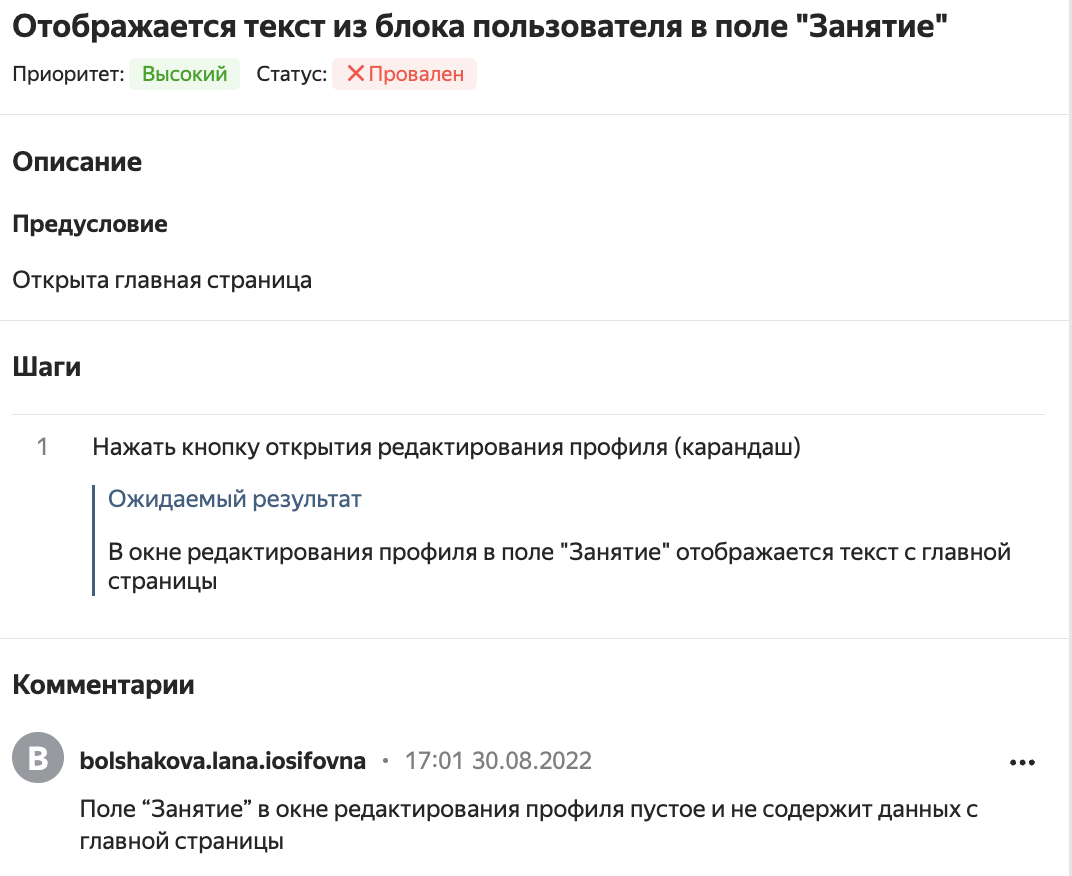 Отображается текст из блока пользователя в поле "Занятие"
Приоритет: Высокий Статус: Провален
Описание
Предусловие
Открыта главная страница
Шаги
1 Нажать кнопку открытия редактирования профиля (карандаш)
Ожидаемый результат
В окне редактирования профиля в поле "Занятие" отображается текст с главной
страницы
Комментарии
B bolshakova.lana.iosifovna • 17:01 30.08.2022
Поле “Занятие” в окне редактирования профиля пустое и не содержит данных с
главной страницы